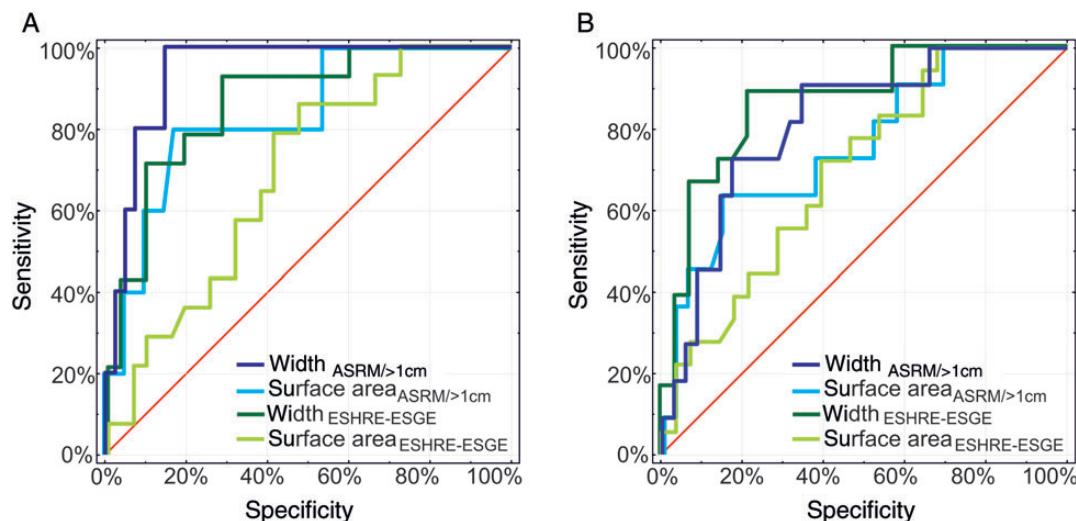 A
100%
80%
60%
40%
20%
0%
Sensitivity
Width ASRM/>1cm
Surface area ASRM/>1cm
Width ESHRE-ESGE
Surface area ESHRE-ESGE
0% 20% 40% 60% 80% 100%
Specificity
B
100%
80%
60%
40%
20%
0%
Sensitivity
Width ASRM/>1cm
Surface area ASRM/>1cm
Width ESHRE-ESGE
Surface area ESHRE-ESGE
0% 20% 40% 60% 80% 100%
Specificity